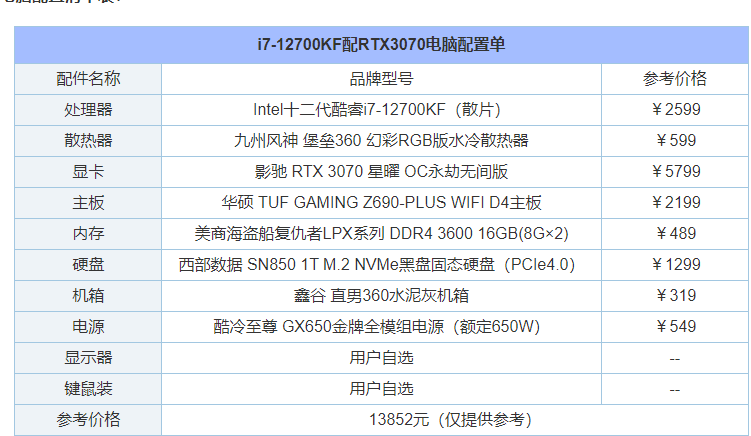 i7-12700KF配RTX3070电脑配置单
配件名称 品牌型号 参考价格
处理器 Intel十二代酷睿i7-12700KF（散片） ￥2599
散热器 九州风神 堡垒360 幻彩RGB版水冷散热器 ￥599
显卡 影驰 RTX 3070 星曜 OC永劫无间版 ￥5799
主板 华硕 TUF GAMING Z690-PLUS WIFI D4主板 ￥2199
内存 美商海盗船复仇者LPX系列 DDR4 3600 16GB(8G×2) ￥489
硬盘 西部数据 SN850 1T M.2 NVMe黑盘固态硬盘（PCIe4.0） ￥1299
机箱 鑫谷 直男360水泥灰机箱 ￥319
电源 酷冷至尊 GX650金牌全模组电源（额定650W） ￥549
显示器 用户自选 --
键鼠装 用户自选 --
参考价格 13852元（仅提供参考）